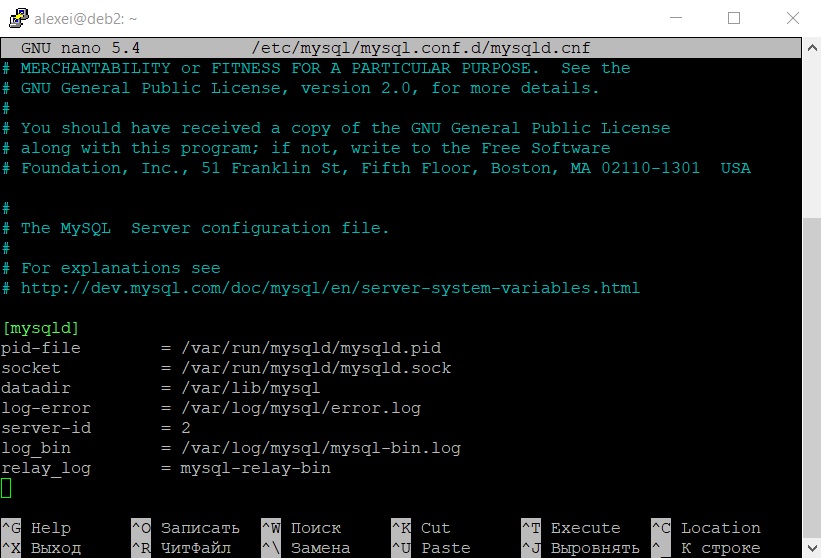 alexei@deb2: ~
GNU nano 5.4 /etc/mysql/mysql.conf.d/mysqld.cnf
# MERCHANTABILITY or FITNESS FOR A PARTICULAR PURPOSE.  See the
# GNU General Public License, version 2.0, for more details.
#
# You should have received a copy of the GNU General Public License
# along with this program; if not, write to the Free Software
# Foundation, Inc., 51 Franklin St, Fifth Floor, Boston, MA 02110-1301  USA
#
# The MySQL  Server configuration file.
#
# For explanations see
# http://dev.mysql.com/doc/mysql/en/server-system-variables.html
[mysqld]
pid-file        = /var/run/mysqld/mysqld.pid
socket          = /var/run/mysqld/mysqld.sock
datadir         = /var/lib/mysql
log-error       = /var/log/mysql/error.log
server-id       = 2
log_bin         = /var/log/mysql/mysql-bin.log
relay_log       = mysql-relay-bin
^G Help ^O Записать ^W Поиск ^K Cut ^T Execute ^C Location
^X Выход ^R ЧитФайл ^\ Замена ^U Paste ^J Выровнять ^_ К строке